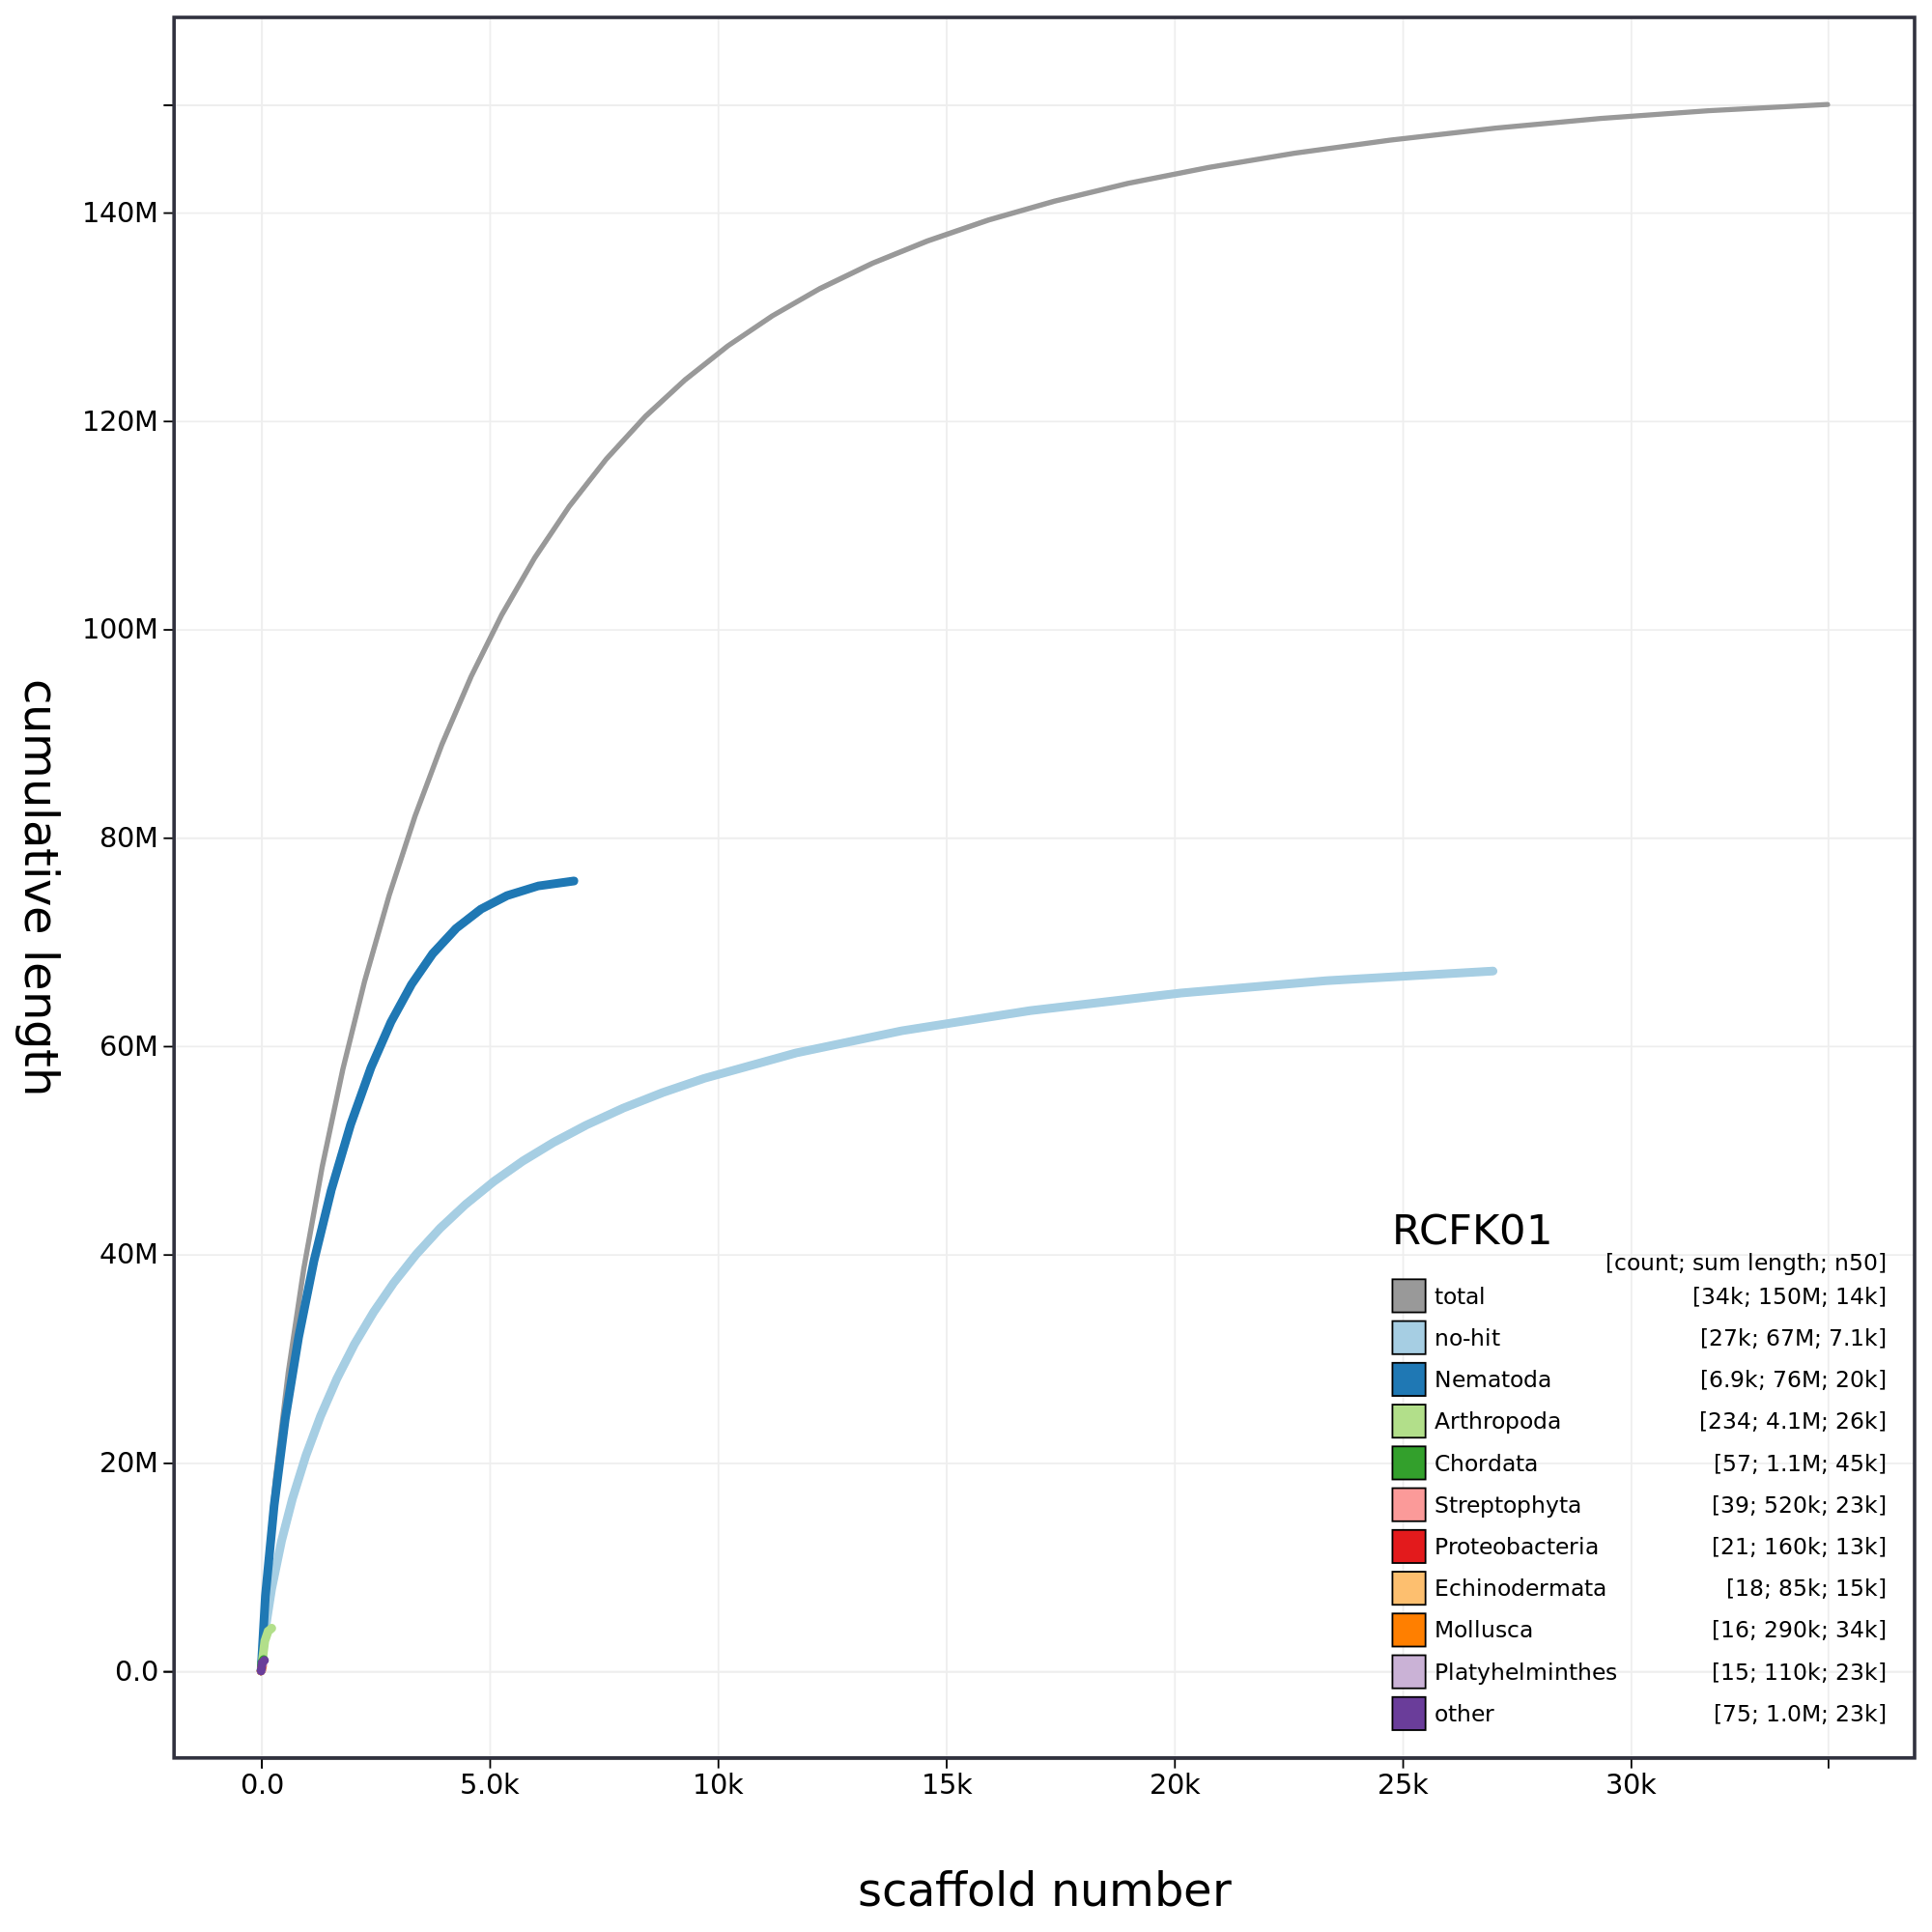 140M
120M
100M
80M
60M
40M
20M
0.0
cumulative length
0.0 5.0k 10k 15k 20k 25k 30k
scaffold number
RCFK01
[count; sum length; n50]
total [34k; 150M; 14k]
no-hit [27k; 67M; 7.1k]
Nematoda [6.9k; 76M; 20k]
Arthropoda [234; 4.1M; 26k]
Chordata [57; 1.1M; 45k]
Streptophyta [39; 520k; 23k]
Proteobacteria [21; 160k; 13k]
Echinodermata [18; 85k; 15k]
Mollusca [16; 290k; 34k]
Platyhelminthes [15; 110k; 23k]
other [75; 1.0M; 23k]